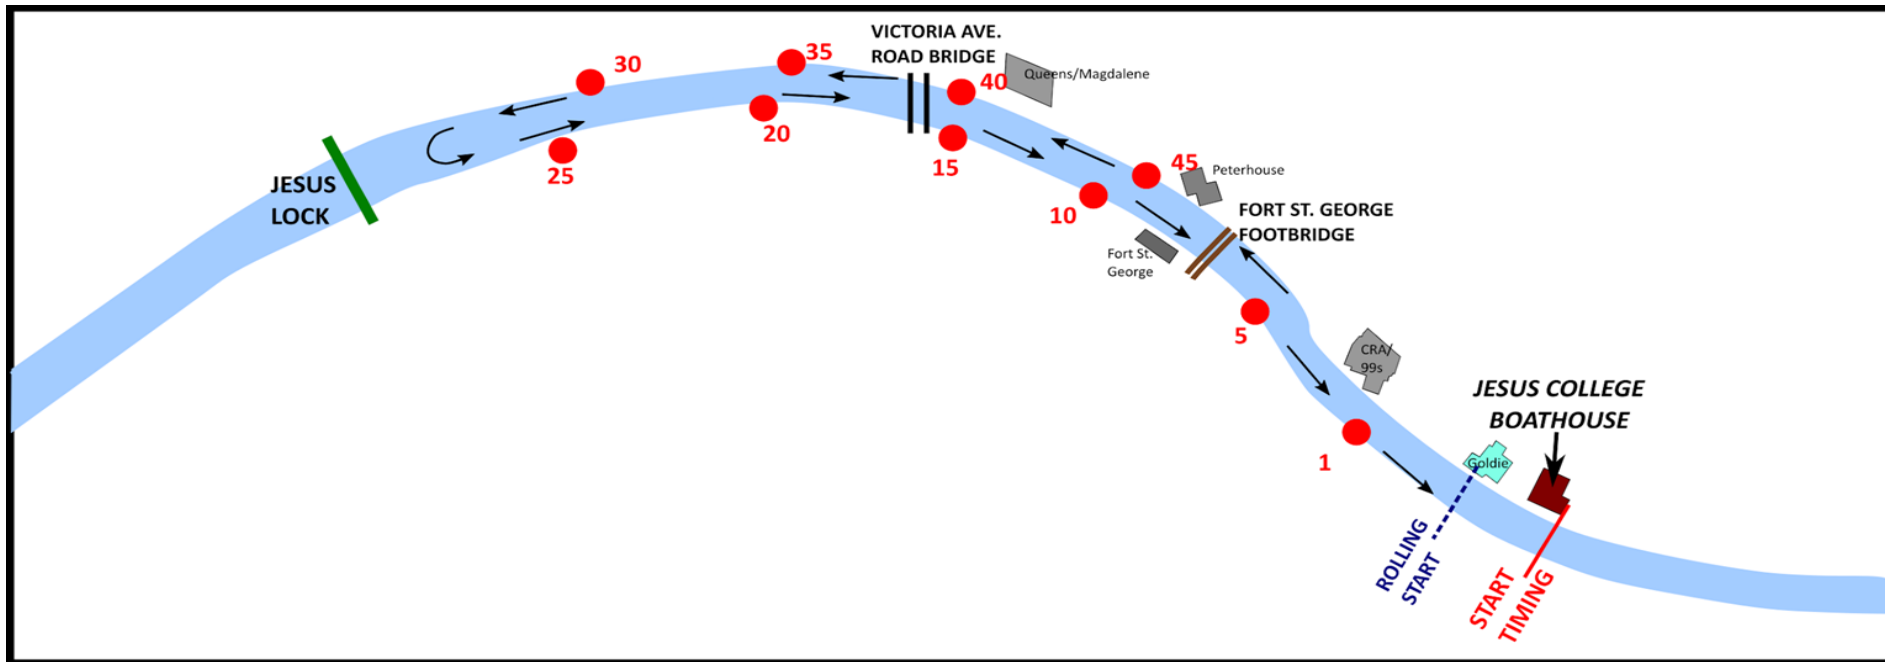 VICTORIA AVE.
ROAD BRIDGE
35
30
40
Queens/Magdalene
20
15
25
JESUS
LOCK
45
Peterhouse
10
FORT ST. GEORGE
FOOTBRIDGE
Fort St.
George
5
CRA/
99s
JESUS COLLEGE
BOATHOUSE
1
Goldie
ROLLING
START
START
TIMING